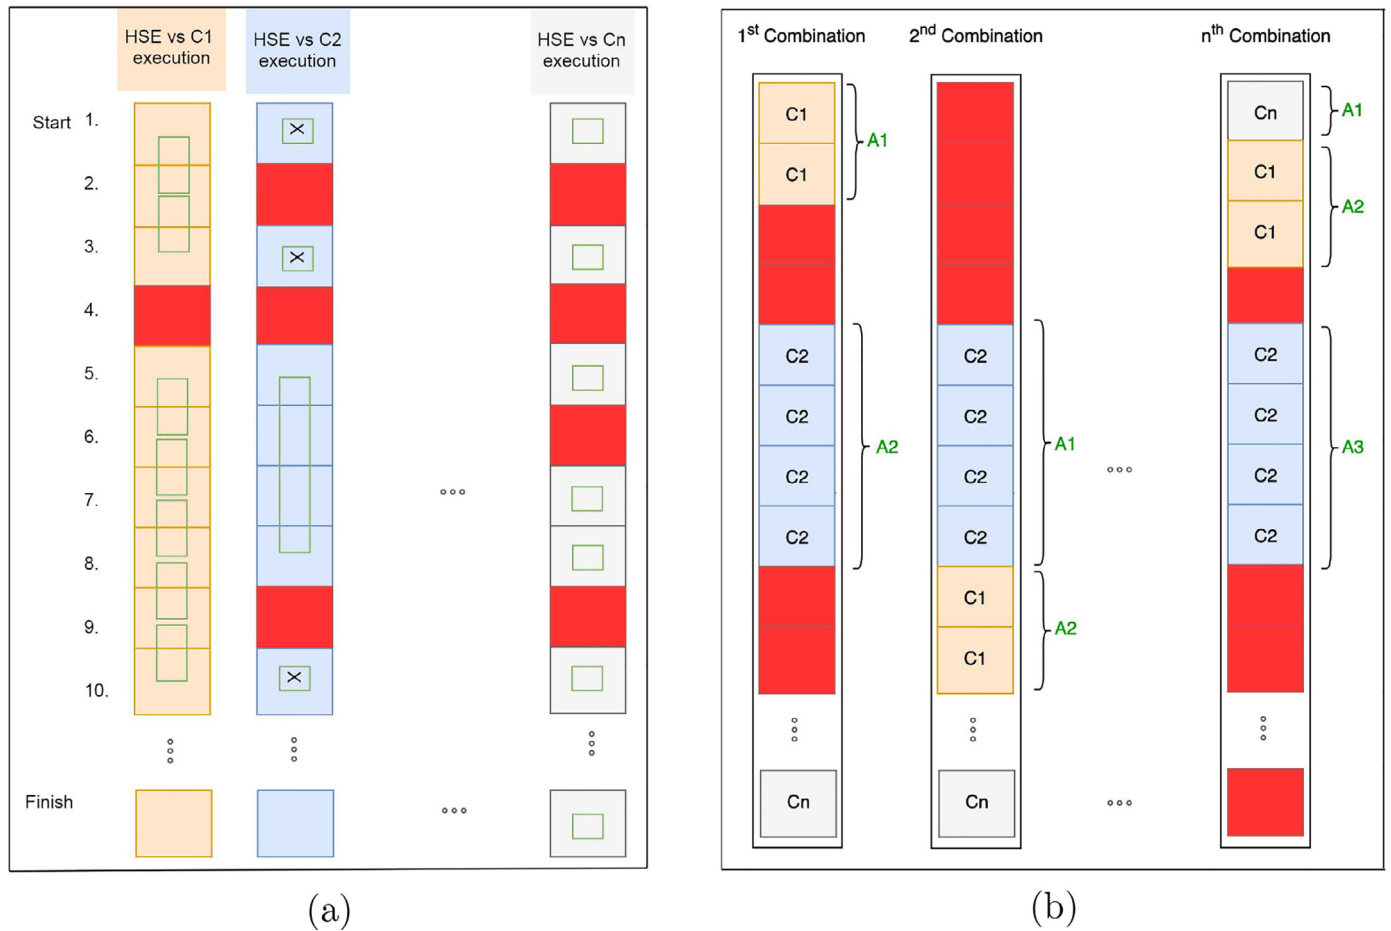 HSE vs C1
execution
HSE vs C2
execution
HSE vs Cn
execution
Start
1.
X
2.
3.
X
4.
5.
6.
7.
8.
9.
10.
X
Finish
(a)
1st Combination
2nd Combination
nth Combination
C1
C1
A1
C2
C2
C2
C2
A2
Cn
C2
C2
C2
C2
A1
C1
C1
A2
Cn
Cn
A1
C1
C1
A2
C2
C2
C2
C2
A3
(b)